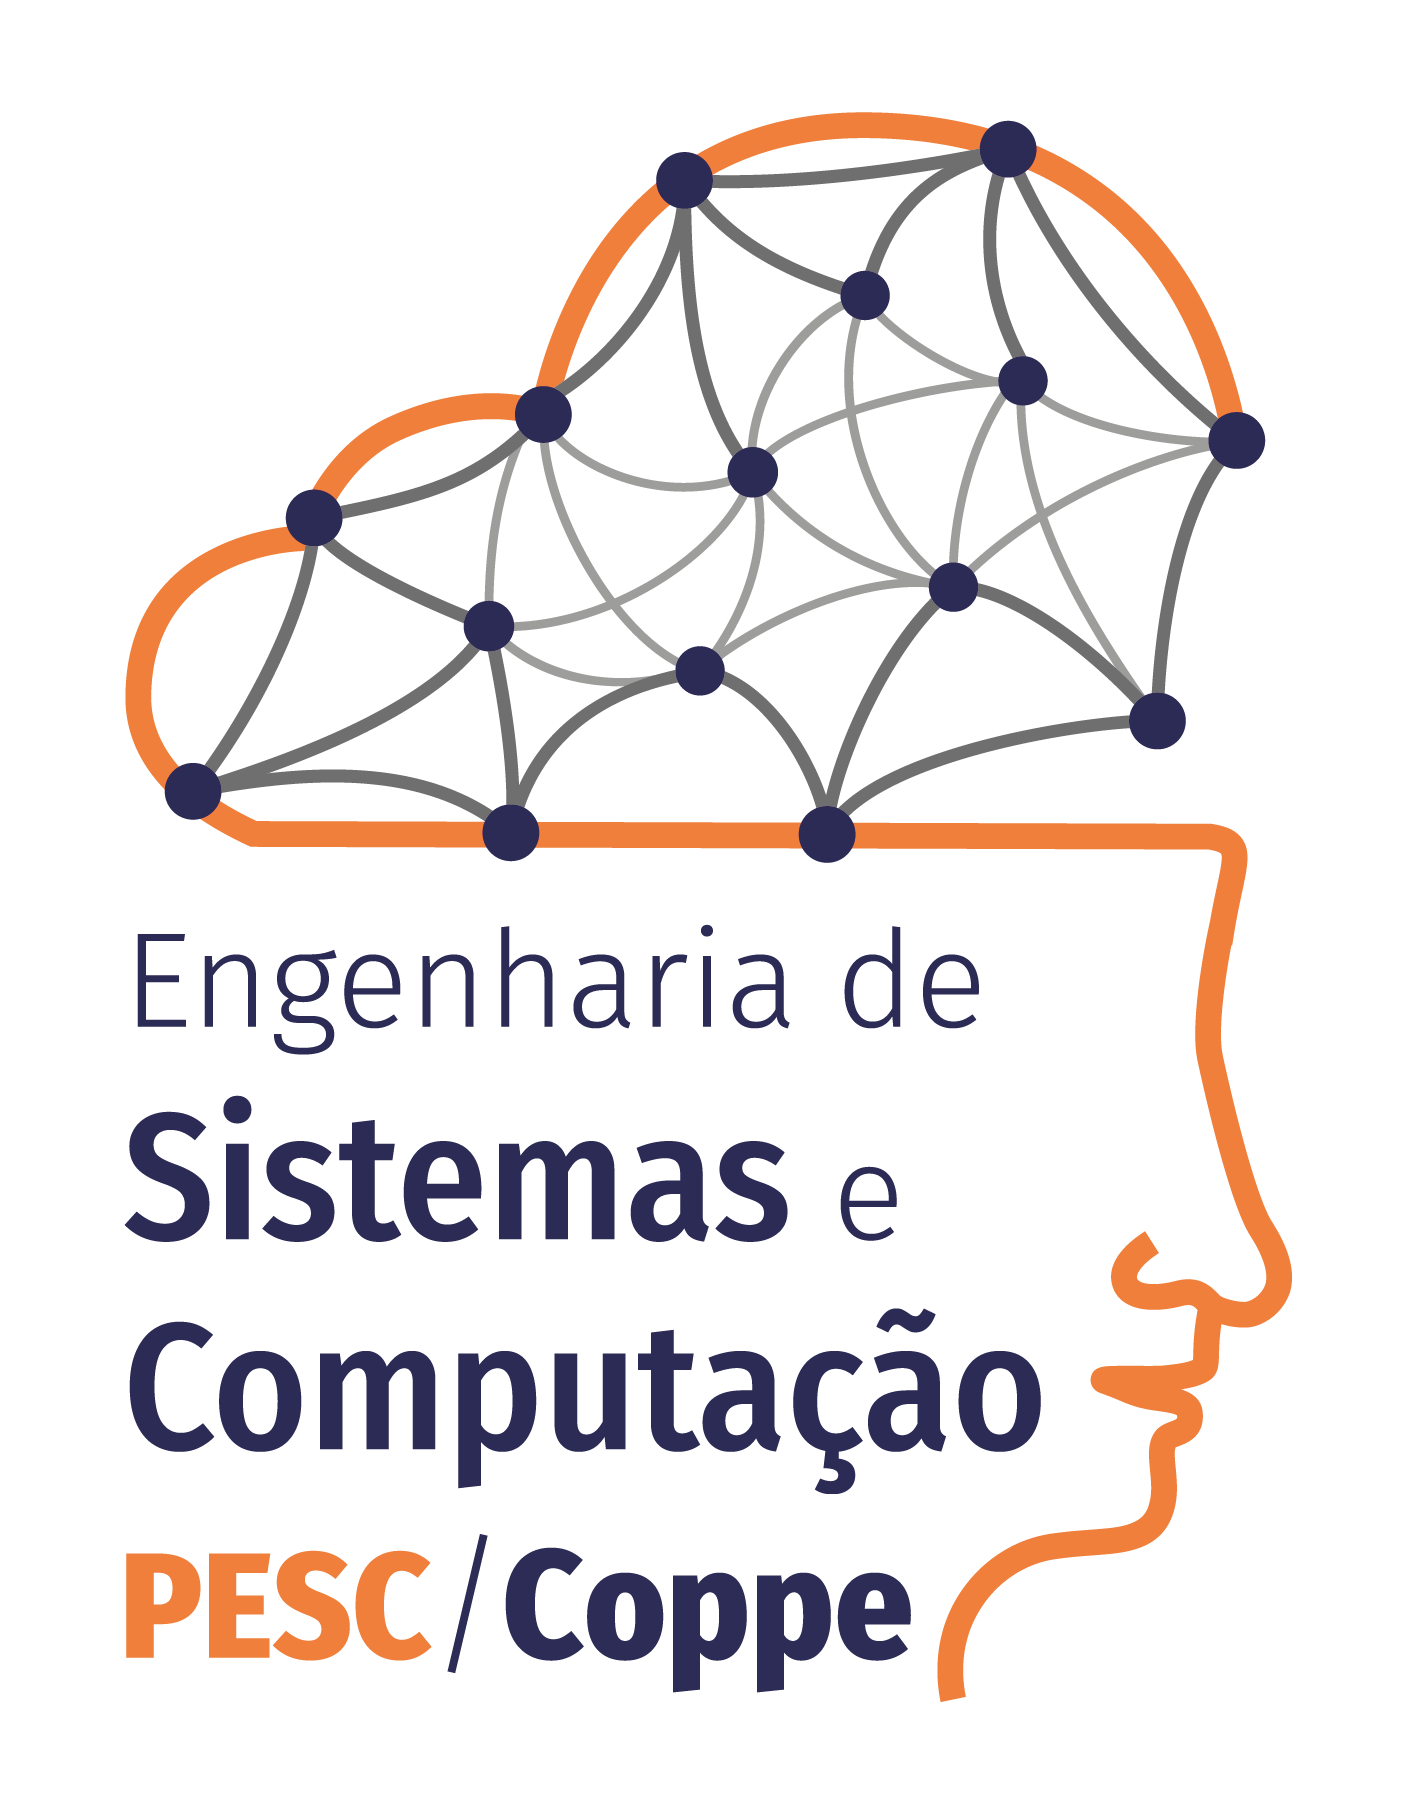 Engenharia de
Sistemas e
Computação
PESC/Coppe